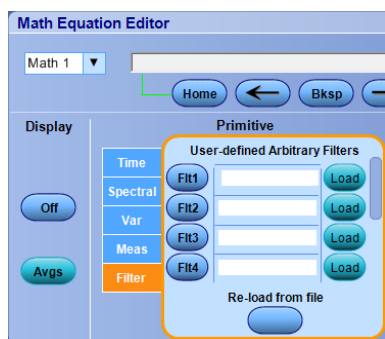 Math Equation Editor
Math 1
Home Bksp
Display Primitive
User-defined Arbitrary Filters
Time
Spectral
Var
Meas
Filter
Flt1 Load
Flt2 Load
Flt3 Load
Flt4 Load
Off
Avgs
Re-load from file